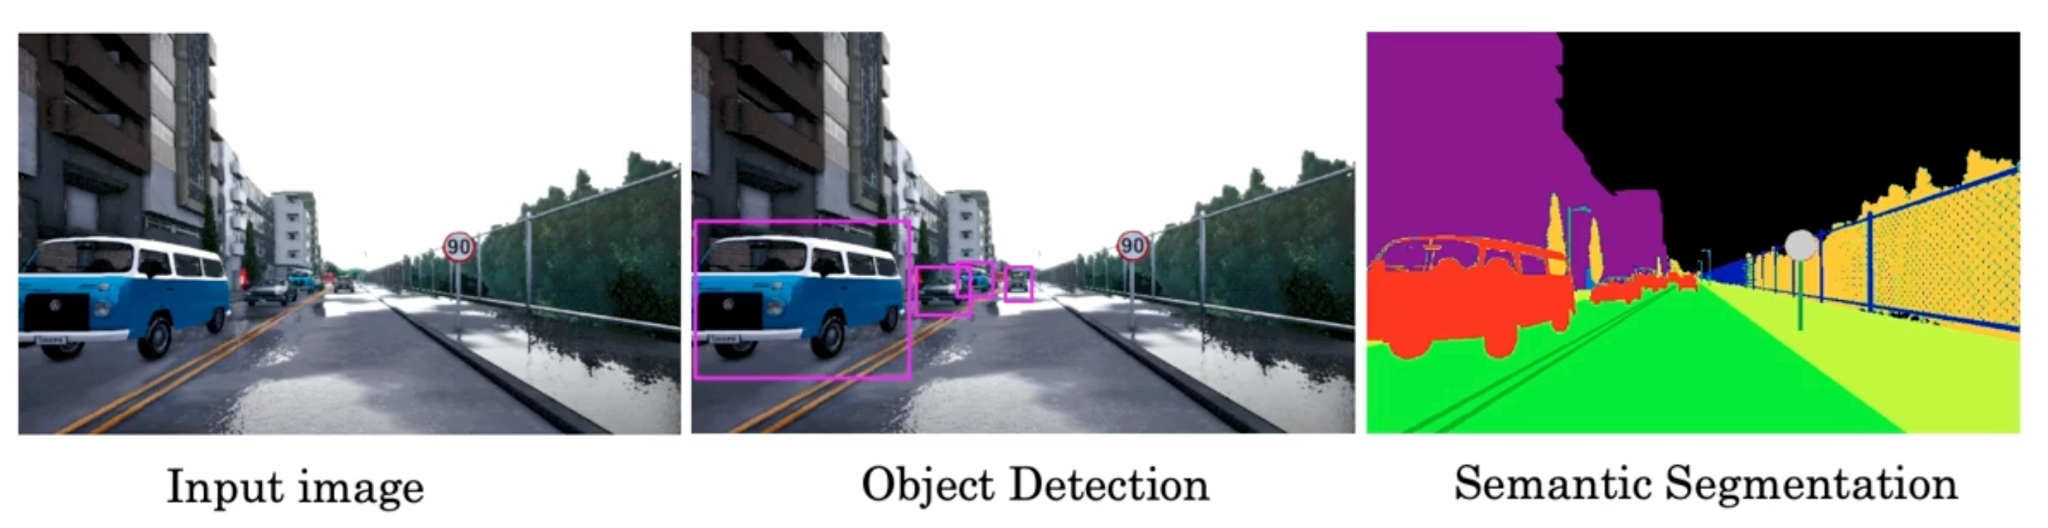 90
90
Input image
Object Detection
Semantic Segmentation